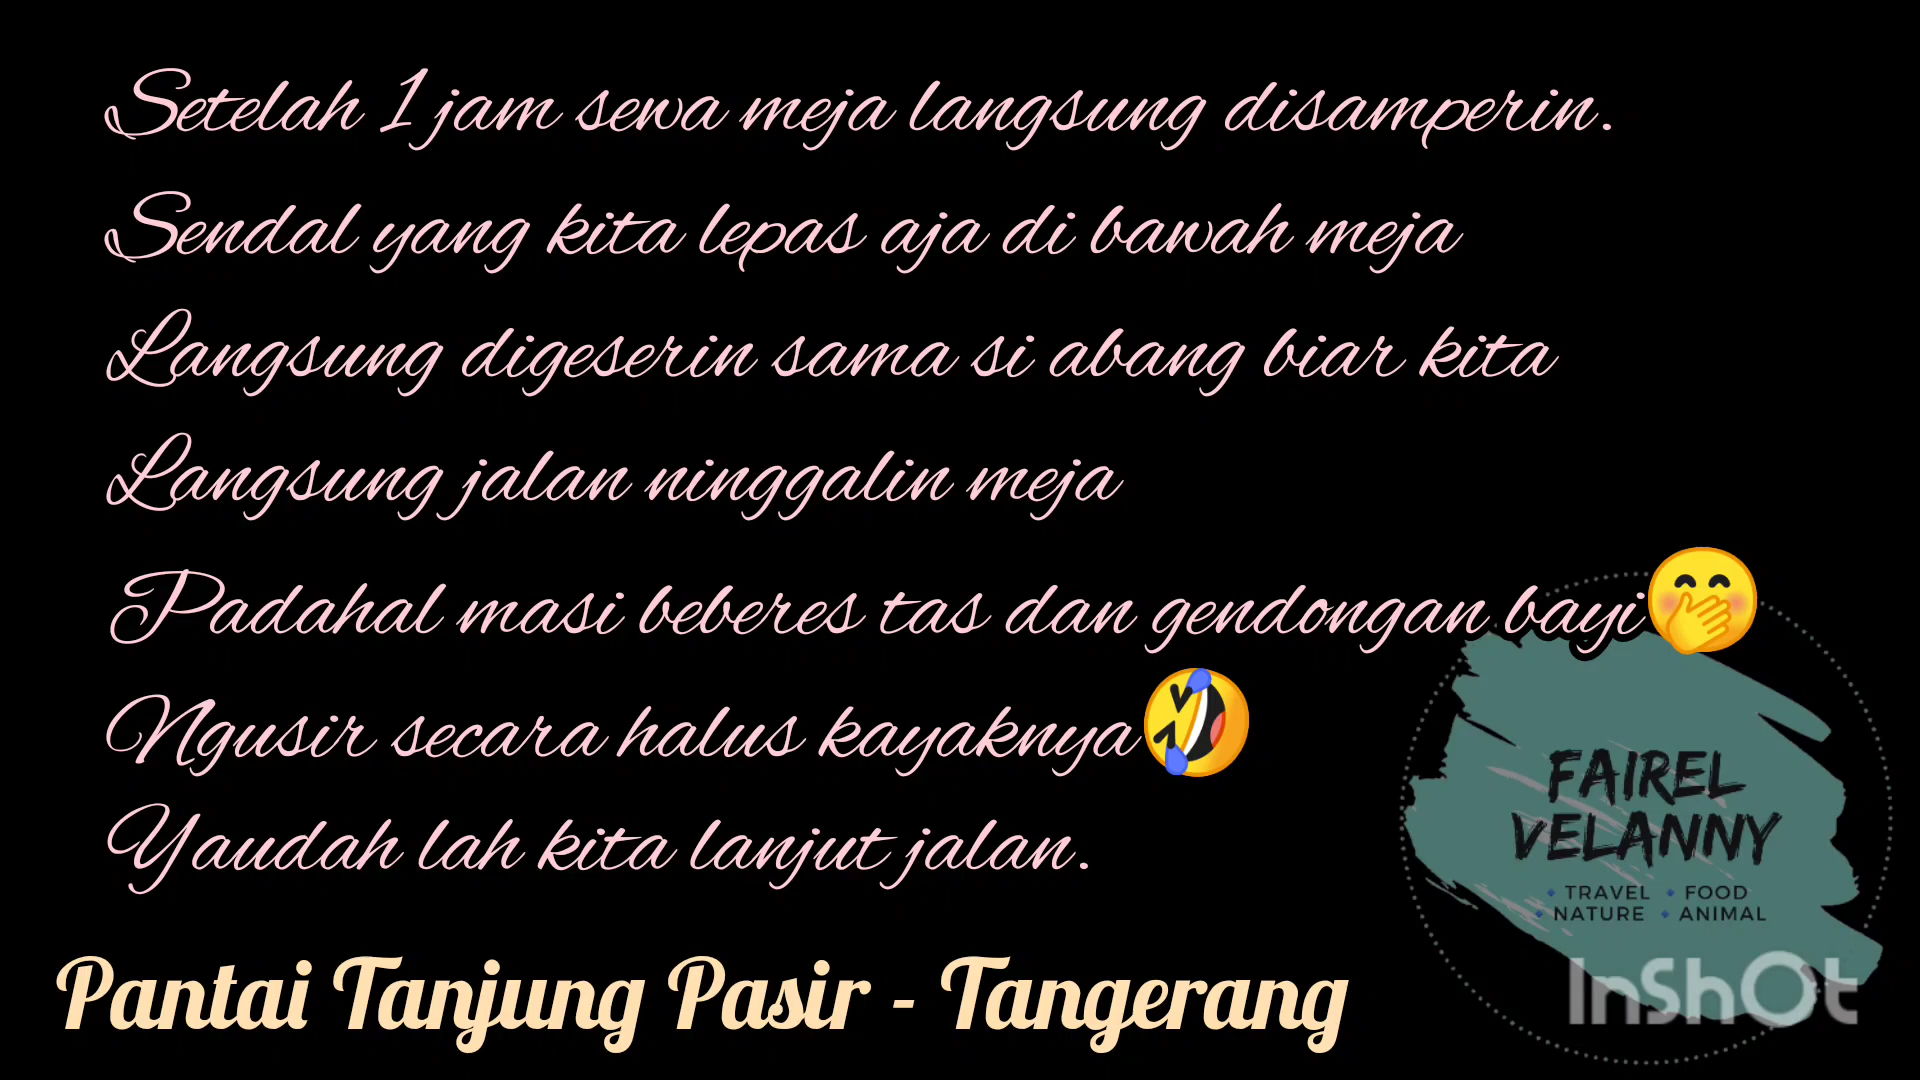 Setelah 1 jam sewa meja langsung disamperin.
Sendal yang kita lepas aja di bawah meja
Langsung digeserin sama si abang biar kita
Langsung jalan ninggalin meja
Padahal masi beberes tas dan gendongan bayi🤭
Ngusir secara halus kayaknya🤣
Yaudah lah kita lanjut jalan.
FAIREL
VELANNY
TRAVEL FOOD
NATURE ANIMAL
InShOt
Pantai Tanjung Pasir - Tangerang